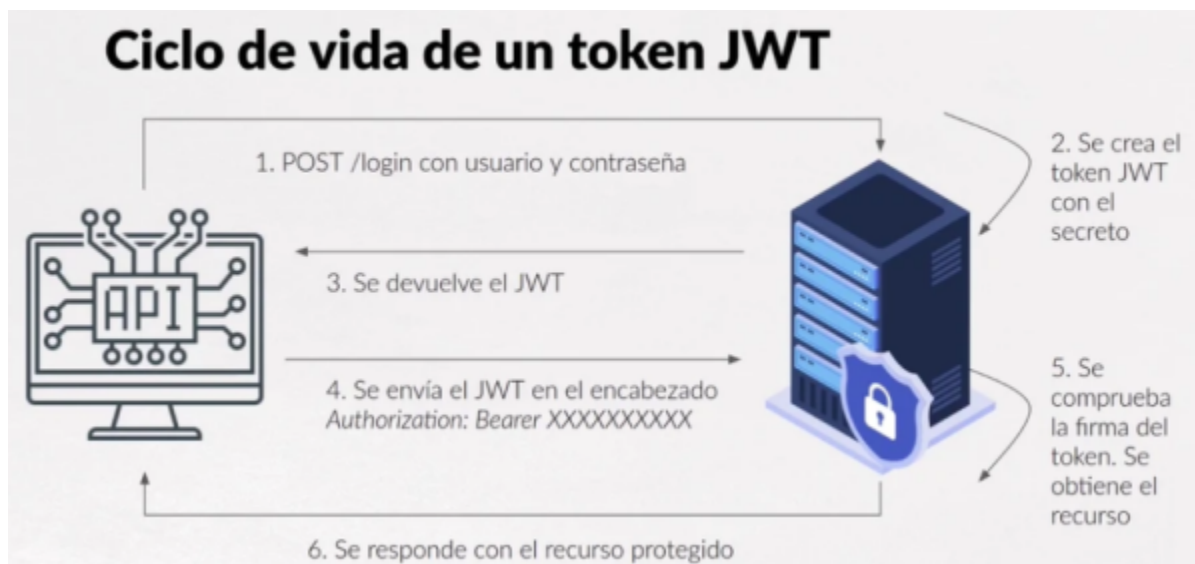 Ciclo de vida de un token JWT
1. POST /login con usuario y contraseña
2. Se crea el
token JWT
con el
secreto
3. Se devuelve el JWT
API
4. Se envía el JWT en el encabezado
Authorization: Bearer XXXXXXXXXX
5. Se
comprueba
la firma del
token. Se
obtiene el
recurso
6. Se responde con el recurso protegido